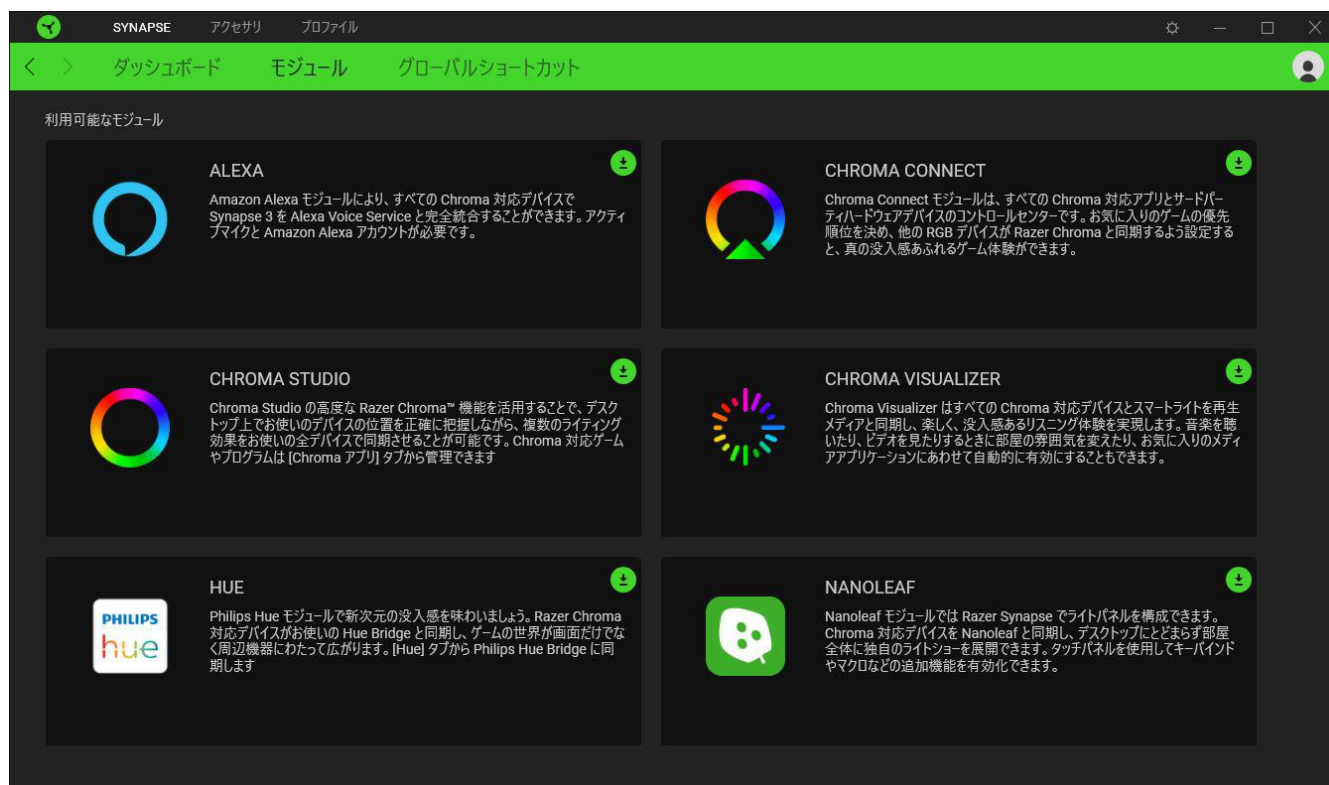 SYNAPSE アクセサリ プロファイル
ダッシュボード モジュール グローバルショートカット
利用可能なモジュール
ALEXA
Amazon Alexa モジュールにより、すべての Chroma 対応デバイスで
Synapse 3 を Alexa Voice Service と完全統合することができます。アクティ
ブマイクと Amazon Alexa アカウントが必要です。
CHROMA CONNECT
Chroma Connect モジュールは、すべての Chroma 対応アプリとサードパー
ティハードウェアデバイスのコントロールセンターです。お気に入りのゲームの優先
順位を決め、他の RGB デバイスが Razer Chroma と同期するよう設定する
と、真の没入感あふれるゲーム体験ができます。
CHROMA STUDIO
Chroma Studio の高度な Razer Chroma™ 機能を活用することで、デスク
トップ上でお使いのデバイスの位置を正確に把握しながら、複数のライティング
効果をお使いの全デバイスで同期させることが可能です。Chroma 対応ゲーム
やプログラムは [Chroma アプリ] タブから管理できます
CHROMA VISUALIZER
Chroma Visualizer はすべての Chroma 対応デバイスとスマートライトを再生
メディアと同期し、楽しく、没入感あるリスニング体験を実現します。音楽を聴
いたり、ビデオを見たりするときに部屋の雰囲気を変えたり、お気に入りのメディ
アアプリケーションにあわせて自動的に有効にすることもできます。
PHILIPS
hue
HUE
Philips Hue モジュールで新次元の没入感を味わいましょう。Razer Chroma
対応デバイスがお使いの Hue Bridge と同期し、ゲームの世界が画面だけでな
く周辺機器にわたって広がります。[Hue] タブから Philips Hue Bridge に同
期します
NANOLEAF
Nanoleaf モジュールでは Razer Synapse でライトパネルを構成できます。
Chroma 対応デバイスを Nanoleaf と同期し、デスクトップにとどまらず部屋
全体に独自のライトショーを展開できます。タッチパネルを使用してキーバインド
やマクロなどの追加機能を有効化できます。